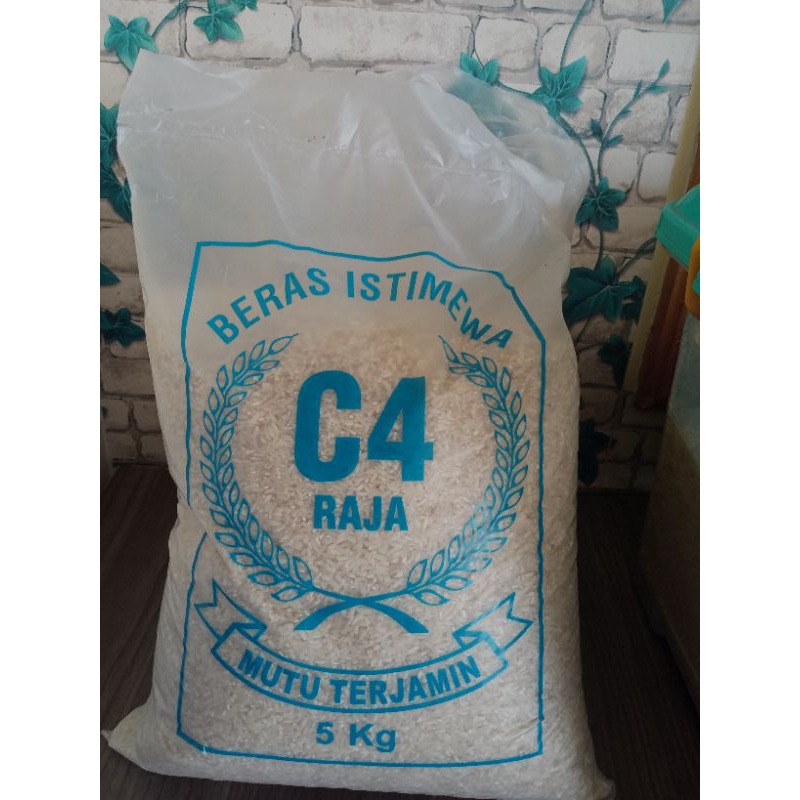 BERAS ISTIMEWA
C4
RAJA
MUTU TERJAMIN
5 Kg